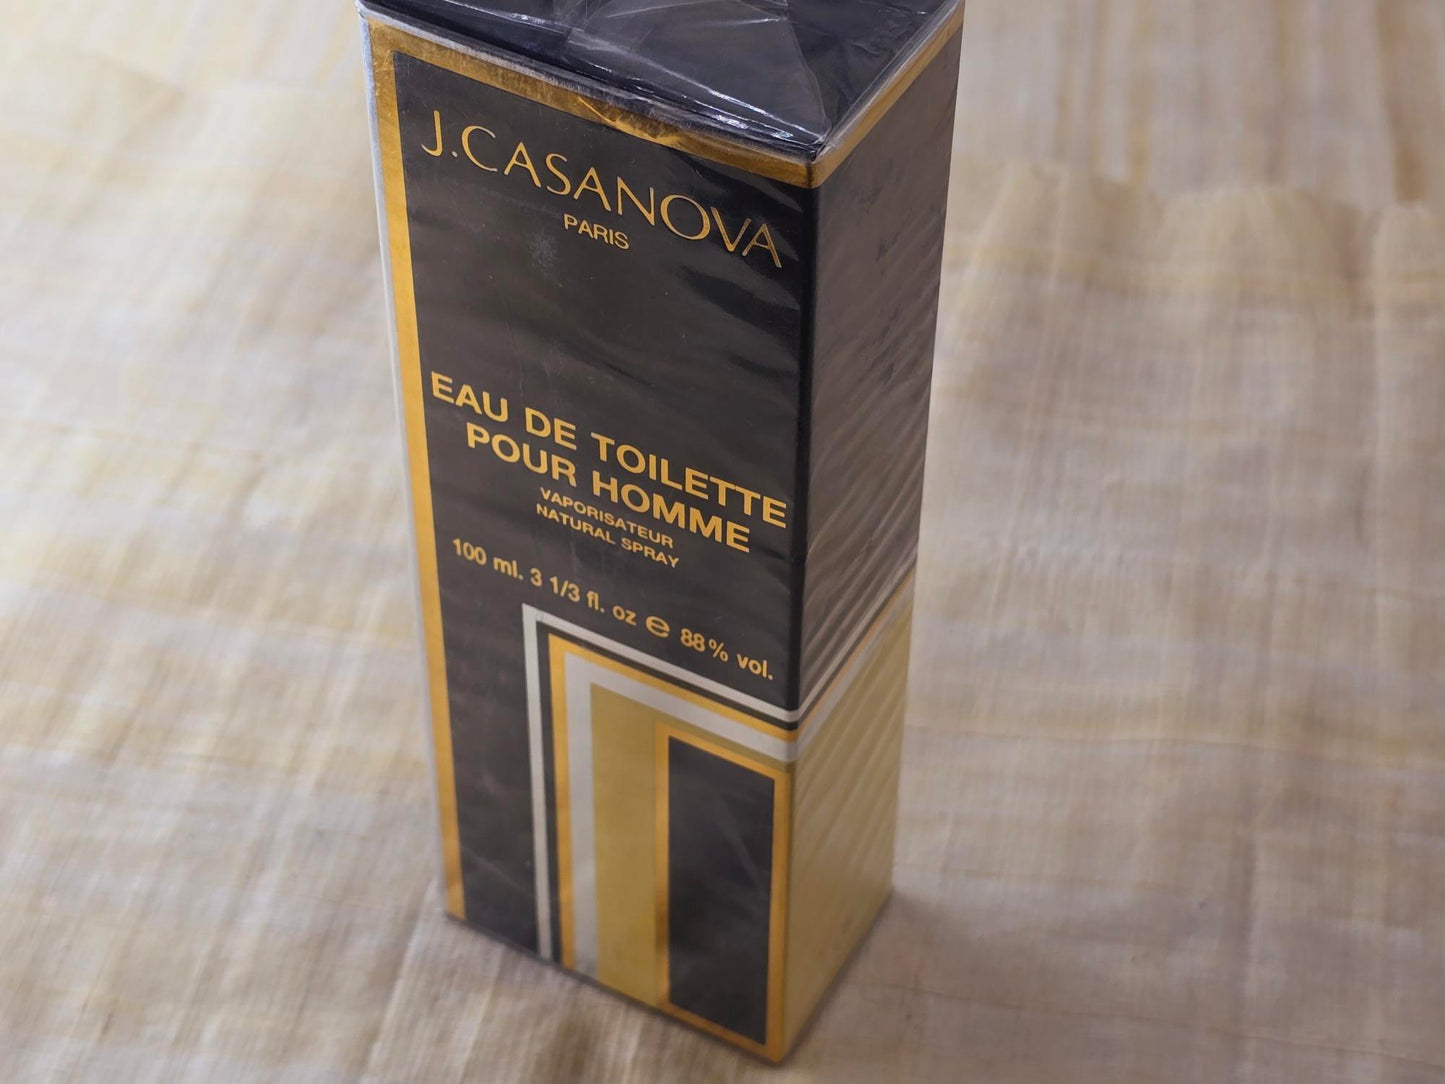 J.CASANOVA
PARIS
EAU DE TOILETTE
POUR HOMME
VAPORISATEUR
NATURAL SPRAY
100 ml. 3 1/3 fl. oz ℮ 88% vol.